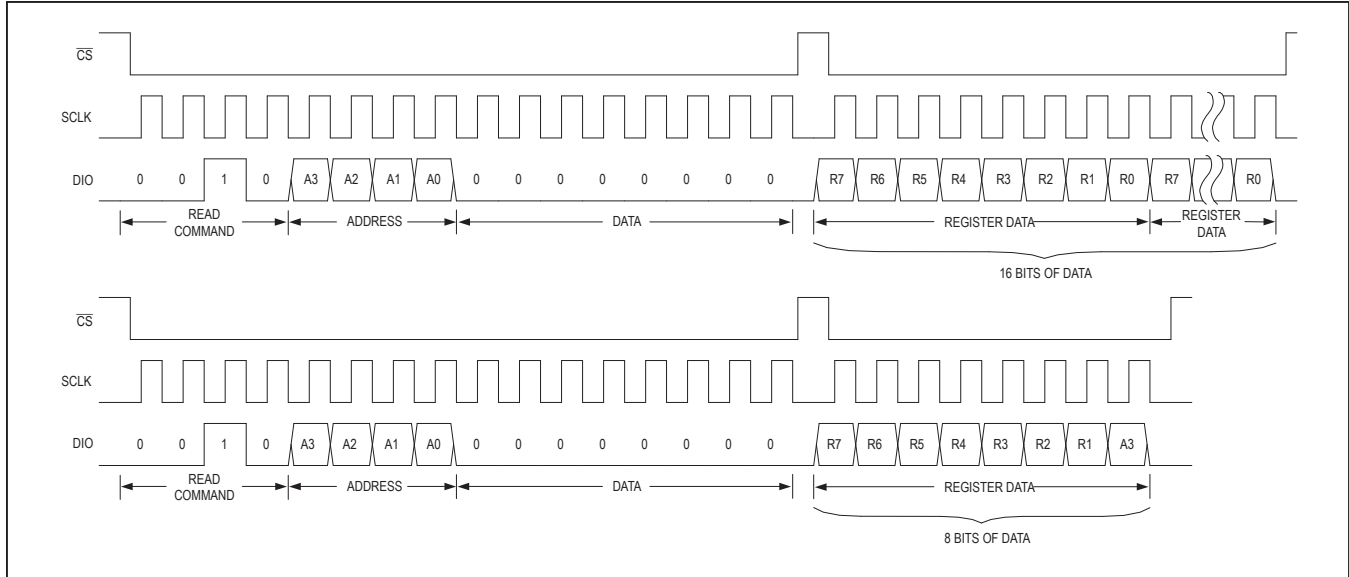 CS
SCLK
DIO 0 0 1 0 A3 A2 A1 A0 0 0 0 0 0 0 0 0 R7 R6 R5 R4 R3 R2 R1 R0 R7 R0
READ COMMAND ADDRESS DATA REGISTER DATA REGISTER DATA
16 BITS OF DATA
CS
SCLK
DIO 0 0 1 0 A3 A2 A1 A0 0 0 0 0 0 0 0 0 R7 R6 R5 R4 R3 R2 R1 A3
READ COMMAND ADDRESS DATA REGISTER DATA
8 BITS OF DATA